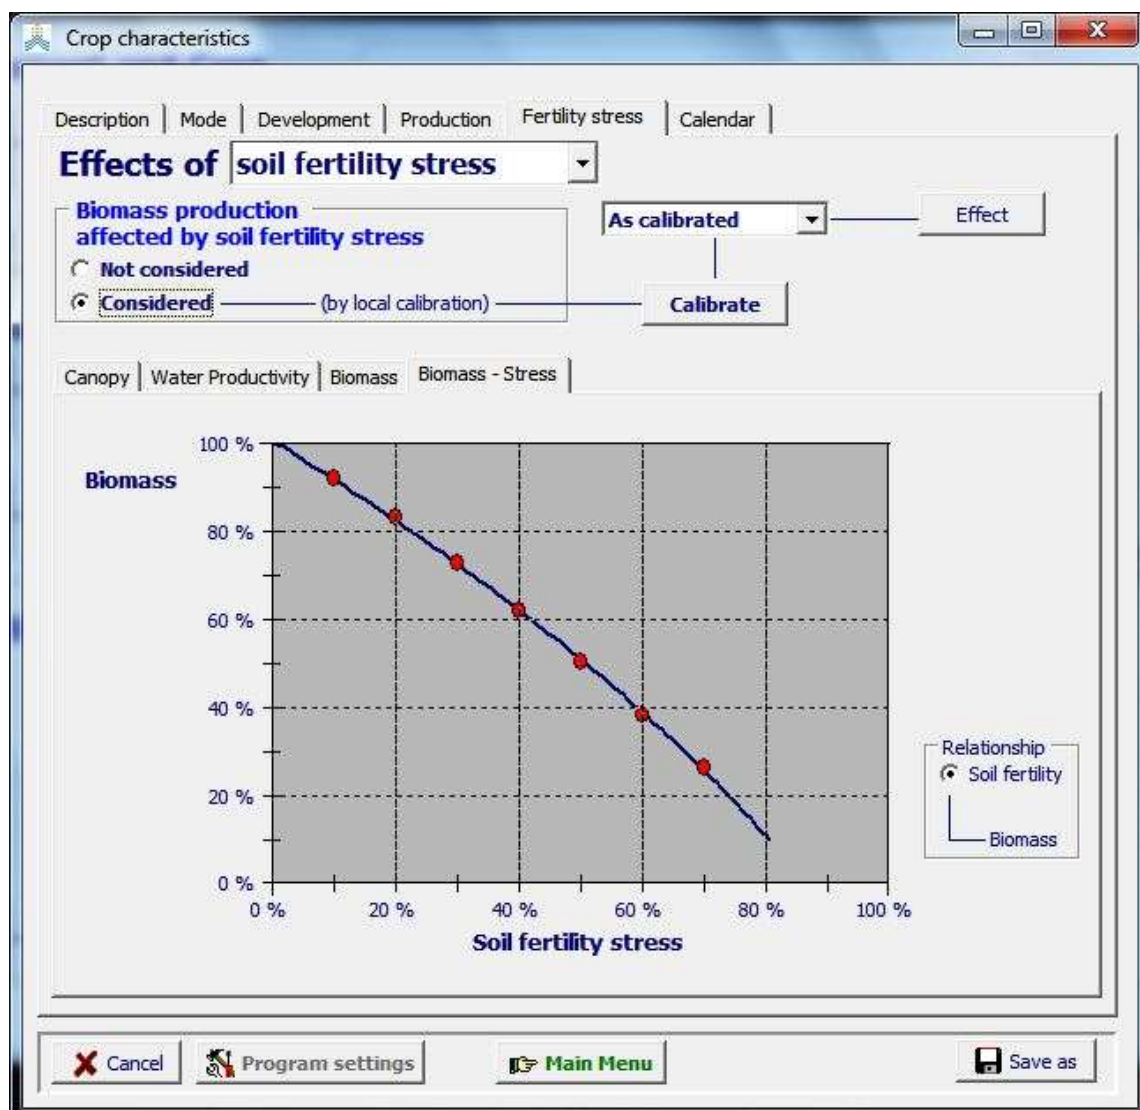 Crop characteristics
Description Mode Development Production Fertility stress Calendar
Effects of soil fertility stress
Biomass production
affected by soil fertility stress
As calibrated Effect
Not considered
Considered (by local calibration) Calibrate
Canopy Water Productivity Biomass Biomass - Stress
100 %
Biomass
80 %
60 %
40 %
Relationship
Soil fertility
20 %
Biomass
0 %
0 % 20 % 40 % 60 % 80 % 100 %
Soil fertility stress
Cancel Program settings Main Menu Save as